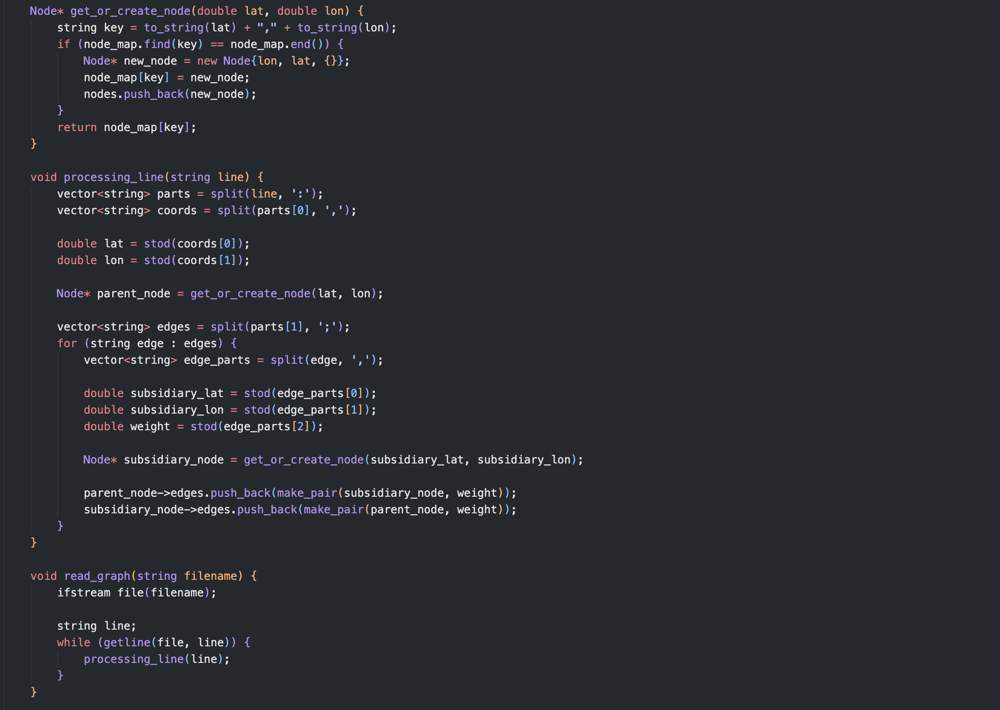 Node* get_or_create_node(double lat, double lon) {
    string key = to_string(lat) + "," + to_string(lon);
    if (node_map.find(key) == node_map.end()) {
        Node* new_node = new Node{lon, lat, {}};
        node_map[key] = new_node;
        nodes.push_back(new_node);
    }
    return node_map[key];
}

void processing_line(string line) {
    vector<string> parts = split(line, ':');
    vector<string> coords = split(parts[0], ',');

    double lat = stod(coords[0]);
    double lon = stod(coords[1]);

    Node* parent_node = get_or_create_node(lat, lon);

    vector<string> edges = split(parts[1], ';');
    for (string edge : edges) {
        vector<string> edge_parts = split(edge, ',');

        double subsidiary_lat = stod(edge_parts[0]);
        double subsidiary_lon = stod(edge_parts[1]);
        double weight = stod(edge_parts[2]);

        Node* subsidiary_node = get_or_create_node(subsidiary_lat, subsidiary_lon);

        parent_node->edges.push_back(make_pair(subsidiary_node, weight));
        subsidiary_node->edges.push_back(make_pair(parent_node, weight));
    }
}

void read_graph(string filename) {
    ifstream file(filename);

    string line;
    while (getline(file, line)) {
        processing_line(line);
    }
}